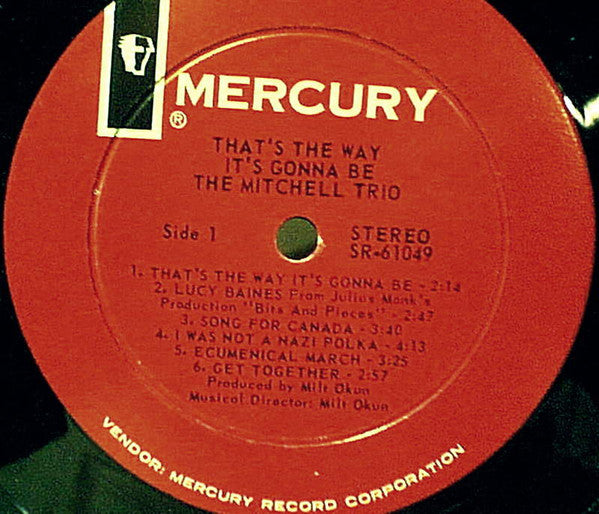 MERCURY
®
THAT'S THE WAY
IT'S GONNA BE
THE MITCHELL TRIO
Side 1
STEREO
SR-61049
1. THAT'S THE WAY IT'S GONNA BE - 2:14
2. LUCY BAINES From Julius Monk's
Production "Bits And Pieces" - 2:47
3. SONG FOR CANADA - 3:40
4. I WAS NOT A NAZI POLKA - 4:13
5. ECUMENICAL MARCH - 3:25
6. GET TOGETHER - 2:57
Produced by Milt Okun
Musical Director: Milt Okun
VENDOR: MERCURY RECORD CORPORATION